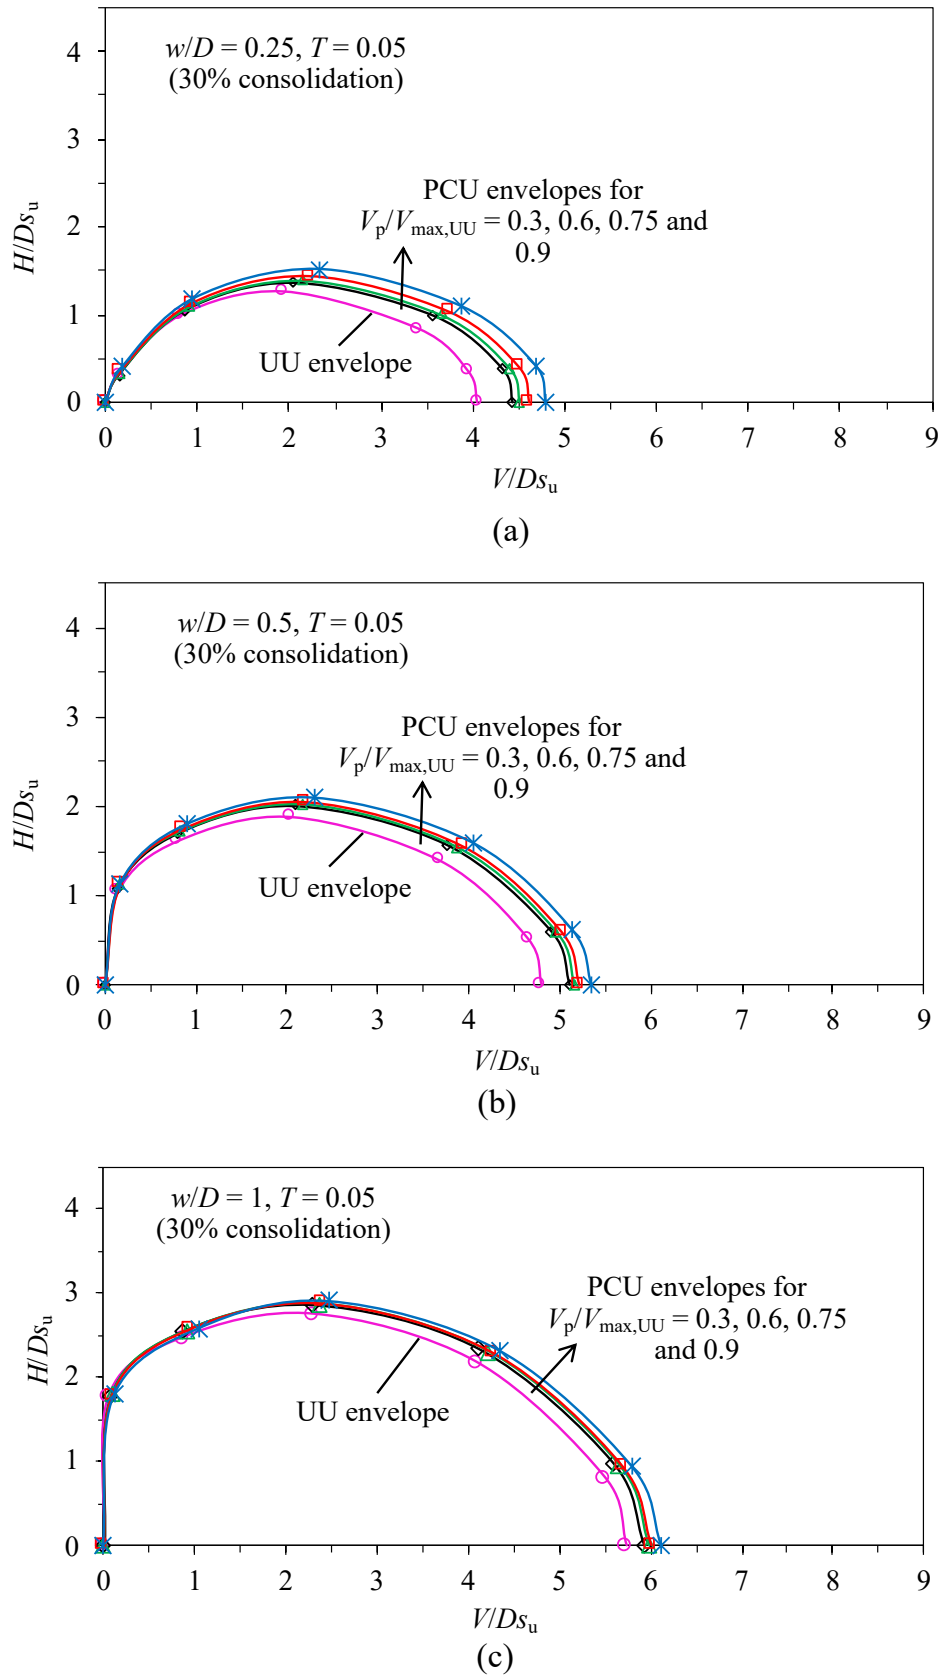 4
w/D = 0.25, T = 0.05
(30% consolidation)
3
PCU envelopes for
Vp/Vmax,UU = 0.3, 0.6, 0.75 and
0.9
2
H/Dsu
1
UU envelope
0
0 1 2 3 4 5 6 7 8 9
V/Dsu
(a)
4
w/D = 0.5, T = 0.05
(30% consolidation)
3
PCU envelopes for
Vp/Vmax,UU = 0.3, 0.6, 0.75 and
0.9
2
H/Dsu
1
UU envelope
0
0 1 2 3 4 5 6 7 8 9
V/Dsu
(b)
4
w/D = 1, T = 0.05
(30% consolidation)
3
PCU envelopes for
Vp/Vmax,UU = 0.3, 0.6, 0.75
and 0.9
2
H/Dsu
UU envelope
1
0
0 1 2 3 4 5 6 7 8 9
V/Dsu
(c)